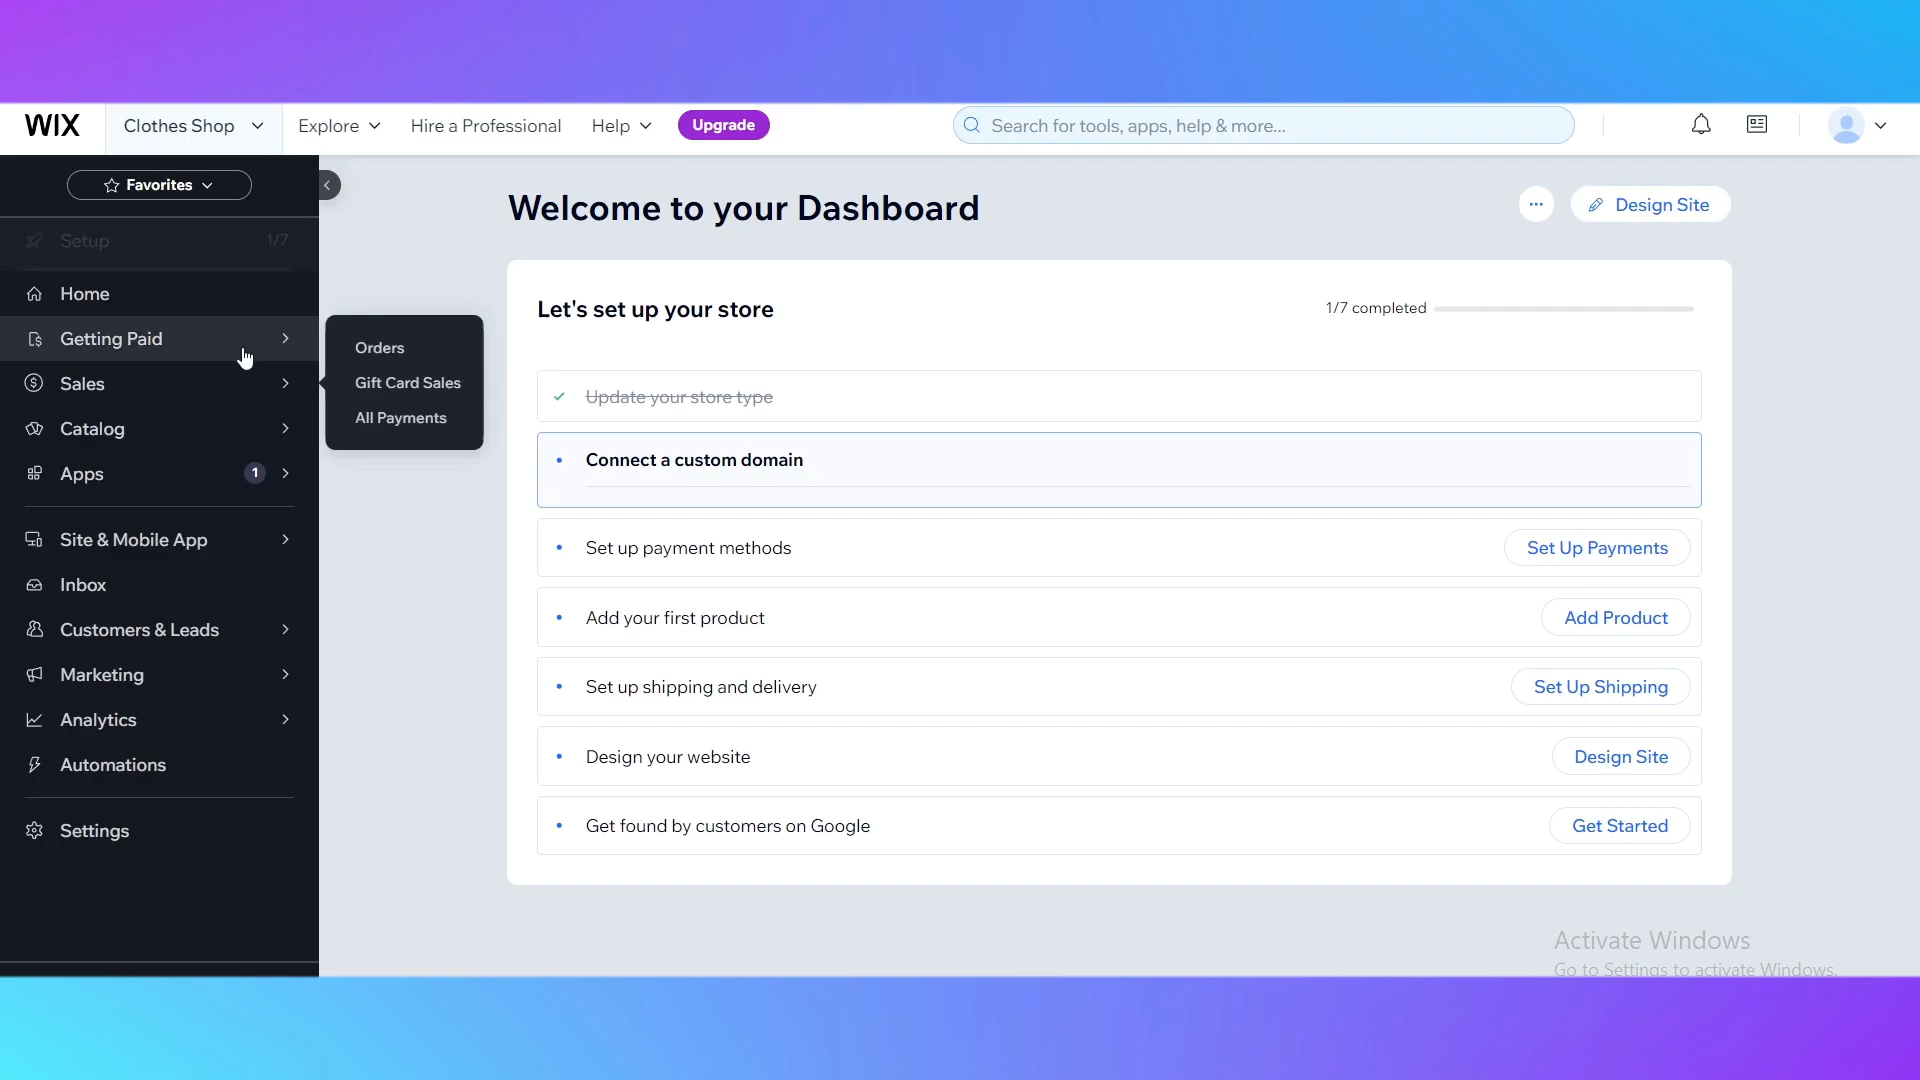 WIX
Clothes Shop
Explore
Hire a Professional
Help
Upgrade
Search for tools, apps, help & more...
Favorites
Setup 1/7
Home
Getting Paid
Sales
Catalog
Apps 1
Site & Mobile App
Inbox
Customers & Leads
Marketing
Analytics
Automations
Settings
Orders
Gift Card Sales
All Payments
Welcome to your Dashboard
Design Site
Let's set up your store
1/7 completed
Update your store type
Connect a custom domain
Set up payment methods
Set Up Payments
Add your first product
Add Product
Set up shipping and delivery
Set Up Shipping
Design your website
Design Site
Get found by customers on Google
Get Started
Activate Windows
Go to Settings to activate Windows.